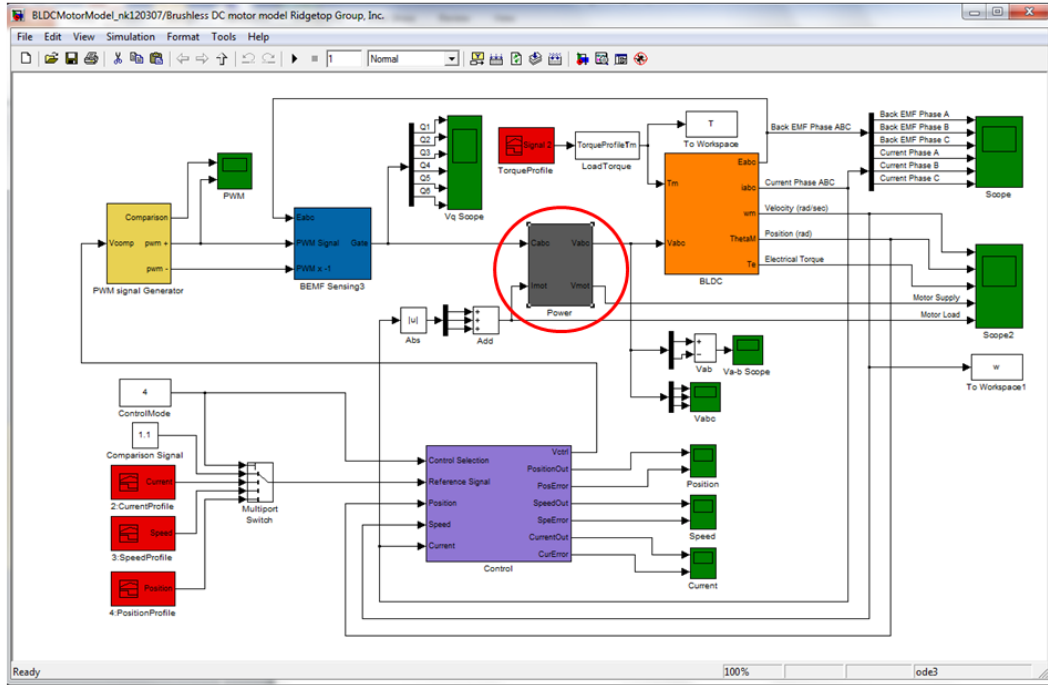 BLDCMotorModel_nk120307/Brushless DC motor model Ridgetop Group, Inc.
File Edit View Simulation Format Tools Help
1
Normal
Q1
Q2
Q3
Q4
Q5
Q6
Vq Scope
Signal 2
TorqueProfile
TorqueProfileTm
LoadTorque
T
To Workspace
Back EMF Phase ABC
Back EMF Phase A
Back EMF Phase B
Back EMF Phase C
Current Phase A
Current Phase B
Current Phase C
Scope
PWM
Comparison
Vcomp
pwm +
pwm -
PWM signal Generator
Eabc
PWM Signal
Gate
PWM x -1
BEMF Sensing3
Cabc
Vabc
Imot
Vmot
Power
Tm
Vabc
Eabc
iabc
wm
ThetaM
Te
BLDC
Current Phase ABC
Velocity (rad/sec)
Position (rad)
Electrical Torque
Motor Supply
Motor Load
Scope2
|u|
Abs
+
+
+
Add
+
−
Vab
Va-b Scope
Vabc
w
To Workspace1
4
ControlMode
1.1
Comparison Signal
Current
2:CurrentProfile
Speed
3:SpeedProfile
Position
4:PositionProfile
Multiport
Switch
Control Selection
Reference Signal
Position
Speed
Current
Vctrl
PositionOut
PosError
SpeedOut
SpeError
CurrentOut
CurError
Control
Position
Speed
Current
Ready
100%
ode3